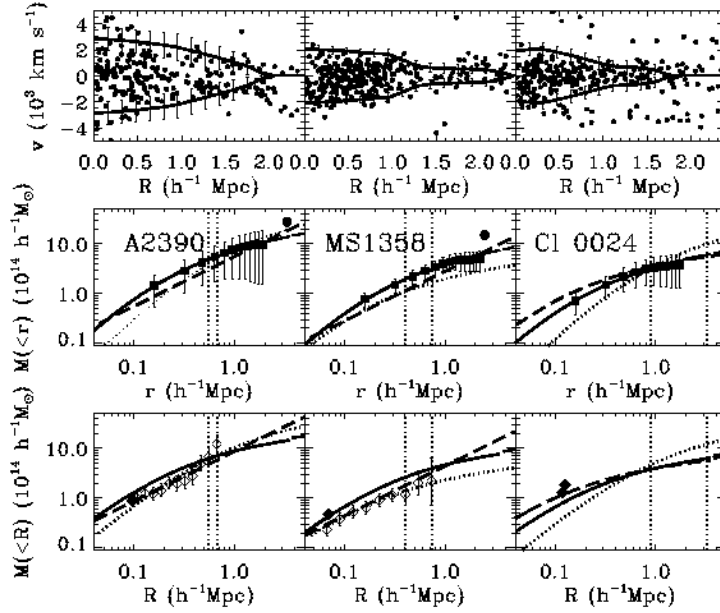 4
2
0
−2
−4
v (10³ km s⁻¹)
0.0 0.5 1.0 1.5 2.0 0.0 0.5 1.0 1.5 2.0 0.0 0.5 1.0 1.5 2.0
R (h⁻¹ Mpc) R (h⁻¹ Mpc) R (h⁻¹ Mpc)
A2390 MS1358 Cl 0024
10.0
1.0
0.1
M(<r) (10¹⁴ h⁻¹M☉)
0.1 1.0 0.1 1.0 0.1 1.0
r (h⁻¹Mpc) r (h⁻¹Mpc) r (h⁻¹Mpc)
10.0
1.0
0.1
M(<R) (10¹⁴ h⁻¹M☉)
0.1 1.0 0.1 1.0 0.1 1.0
R (h⁻¹Mpc) R (h⁻¹Mpc) R (h⁻¹Mpc)